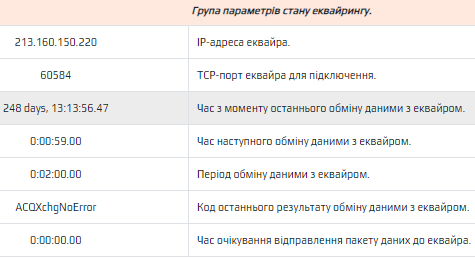 Група параметрів стану еквайрингу.
213.160.150.220 IP-адреса еквайра.
60584 TCP-порт еквайра для підключення.
248 days, 13:13:56.47 Час з моменту останнього обміну даними з еквайром.
0:00:59.00 Час наступного обміну даними з еквайром.
0:02:00.00 Період обміну даними з еквайром.
ACQXchgNoError Код останнього результату обміну даними з еквайром.
0:00:00.00 Час очікування відправлення пакету даних до еквайра.